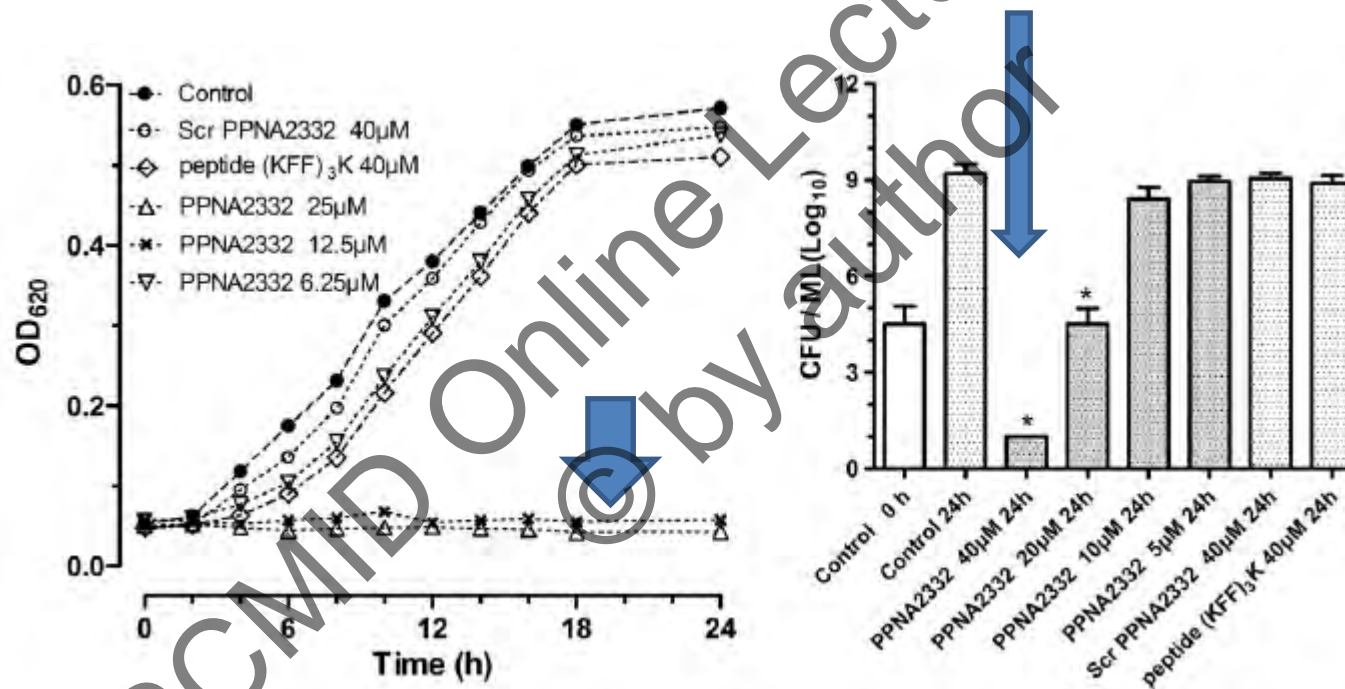 0.6
Control
Scr PPNA2332 40µM
peptide (KFF)3K 40µM
PPNA2332 25µM
PPNA2332 12.5µM
PPNA2332 6.25µM
0.4
0.2
0.0
OD620
0 6 12 18 24
Time (h)
12
9
6
3
0
CFU/ML(Log10)
*
*
Control 0 h
Control 24h
PPNA2332 40µM 24h
PPNA2332 20µM 24h
PPNA2332 10µM 24h
PPNA2332 5µM 24h
Scr PPNA2332 40µM 24h
peptide (KFF)3K 40µM 24h
CMID Online Lect
© by author